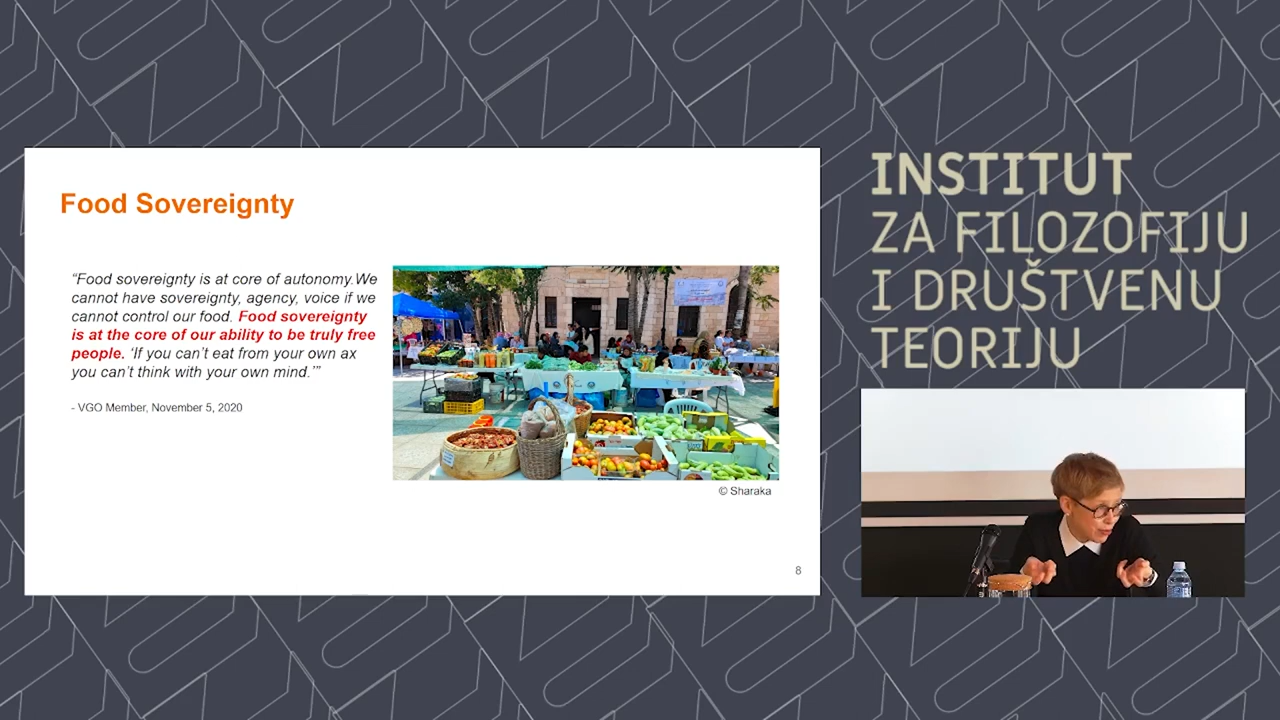 Food Sovereignty
“Food sovereignty is at core of autonomy.We
cannot have sovereignty, agency, voice if we
cannot control our food. Food sovereignty
is at the core of our ability to be truly free
people. ‘If you can’t eat from your own ax
you can’t think with your own mind.’”
- VGO Member, November 5, 2020
© Sharaka
8
INSTITUT
ZA FILOZOFIJU
I DRUŠTVENU
TEORIJU